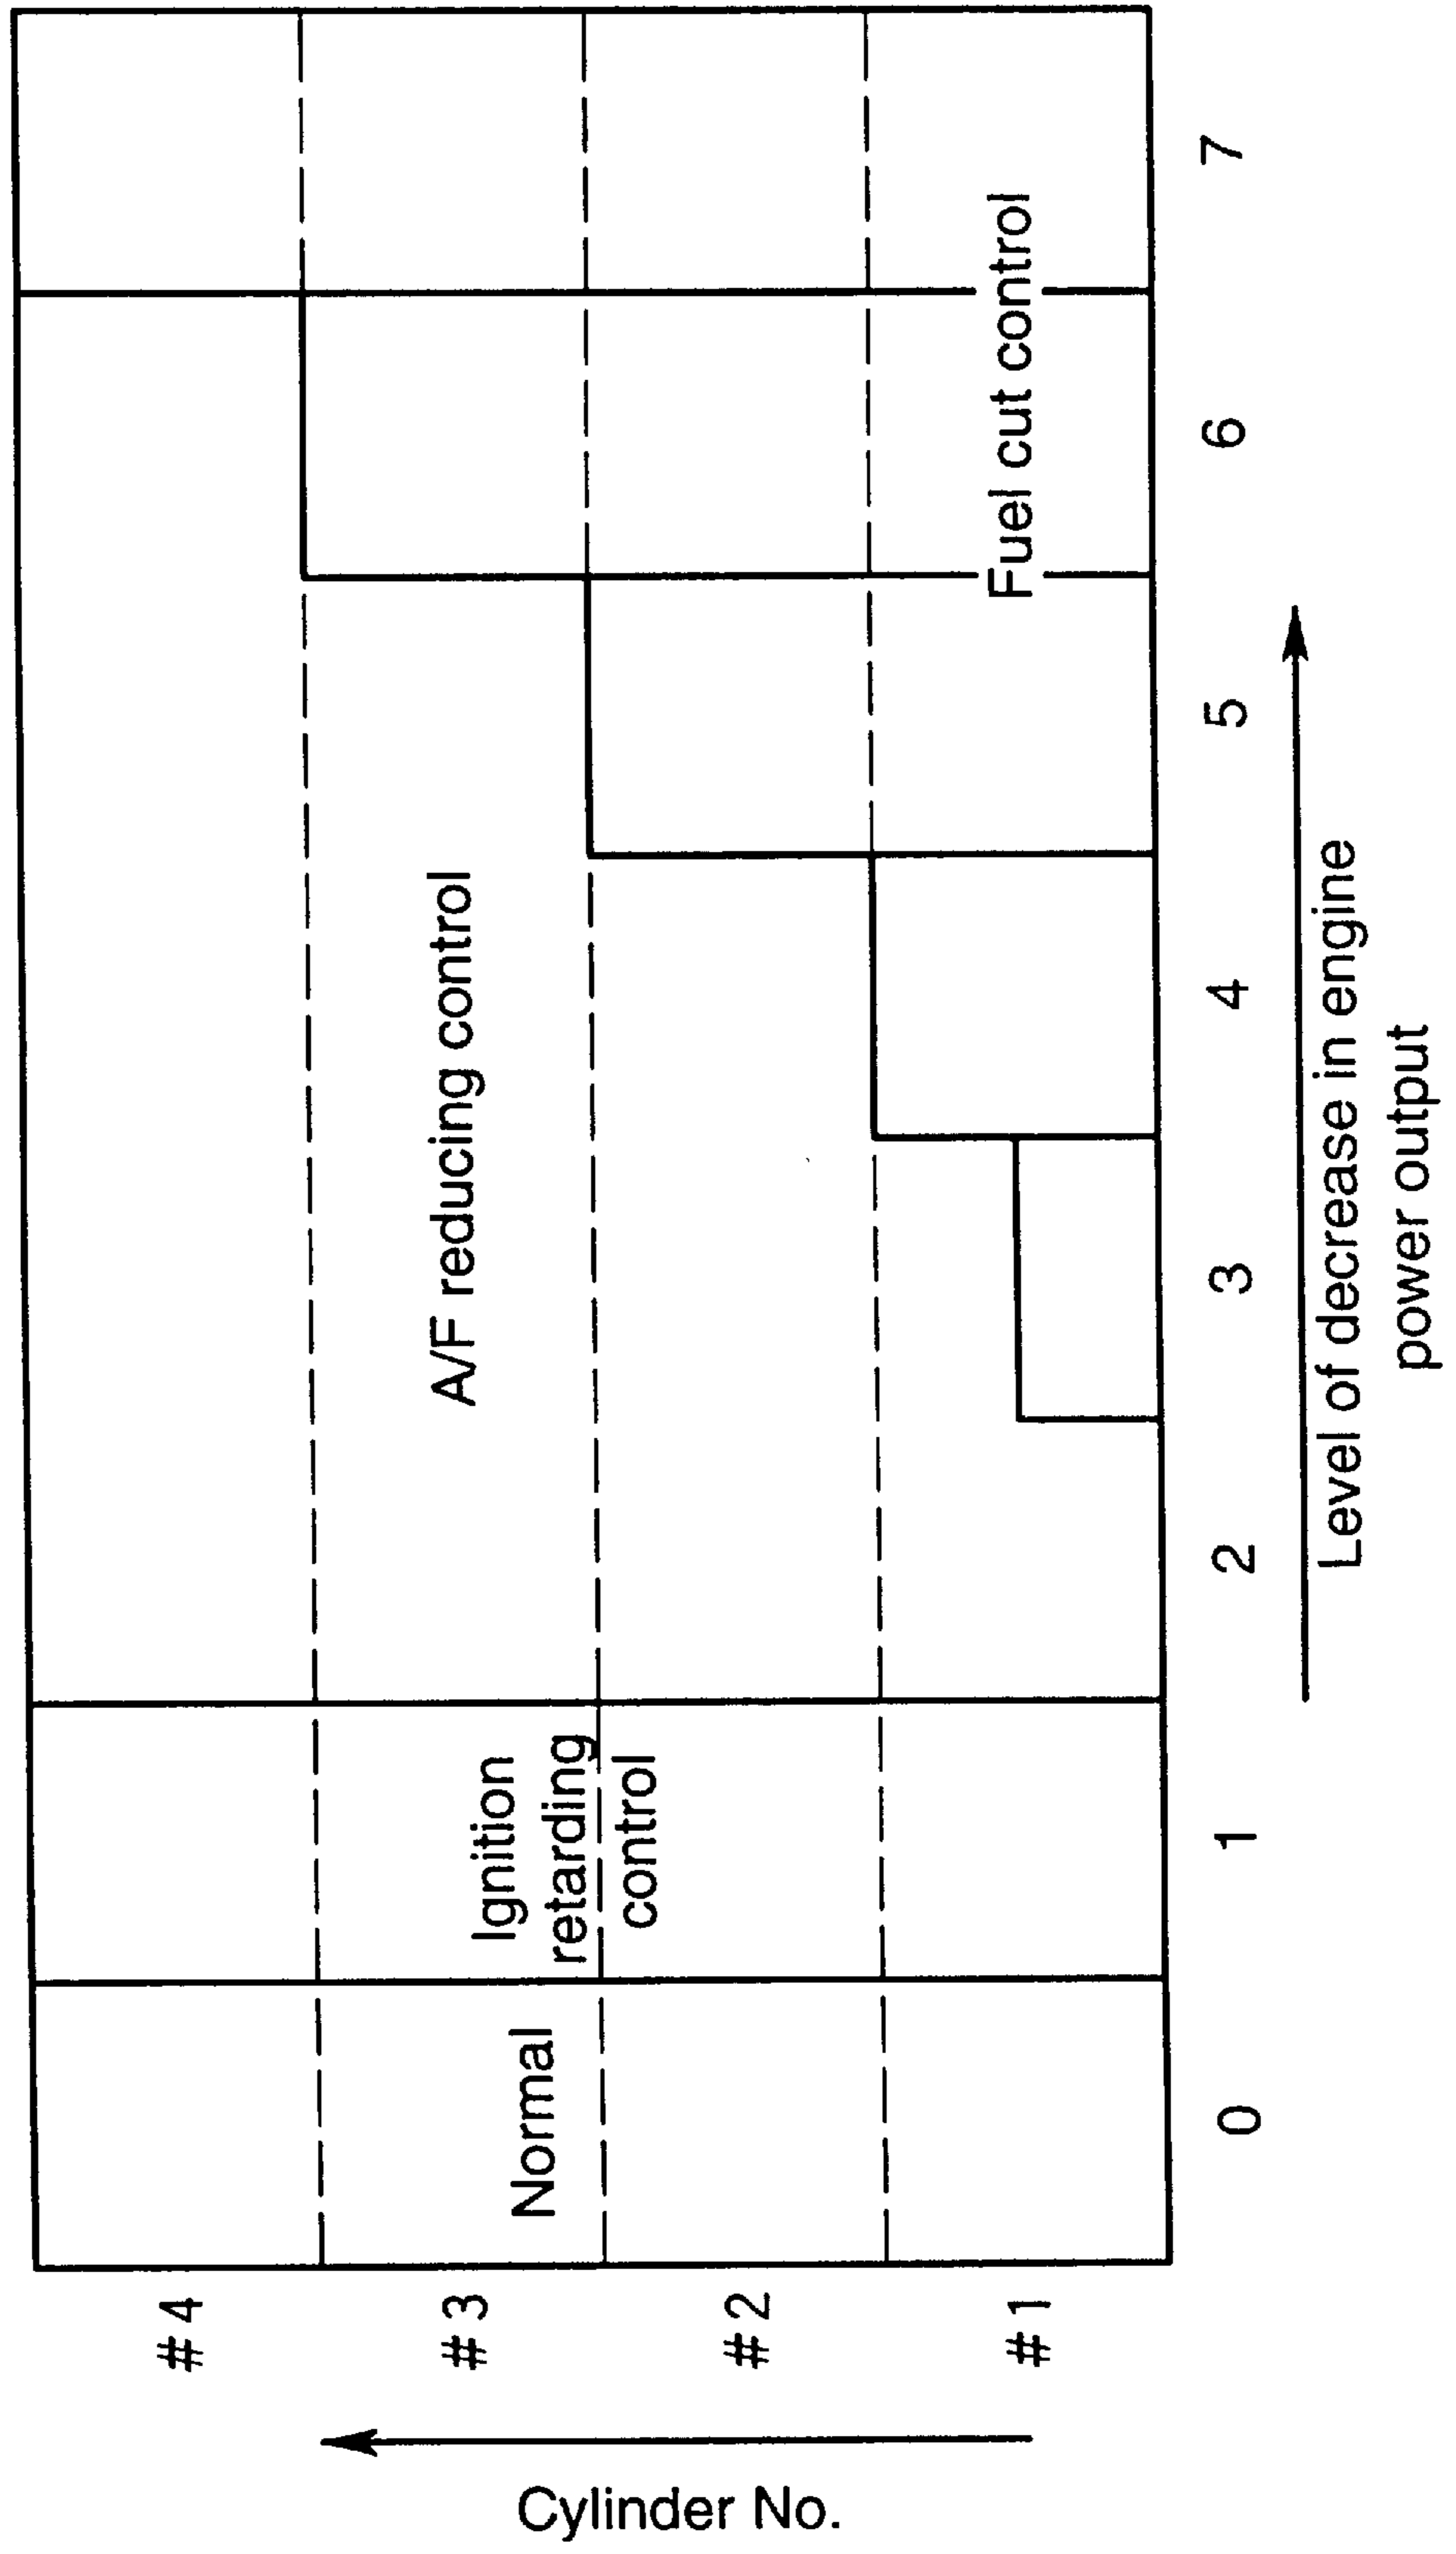 Cylinder No.
#4
#3
#2
#1
Normal
Ignition
retarding
control
A/F reducing control
Fuel cut control
0
1
2
3
4
5
6
7
Level of decrease in engine
power output